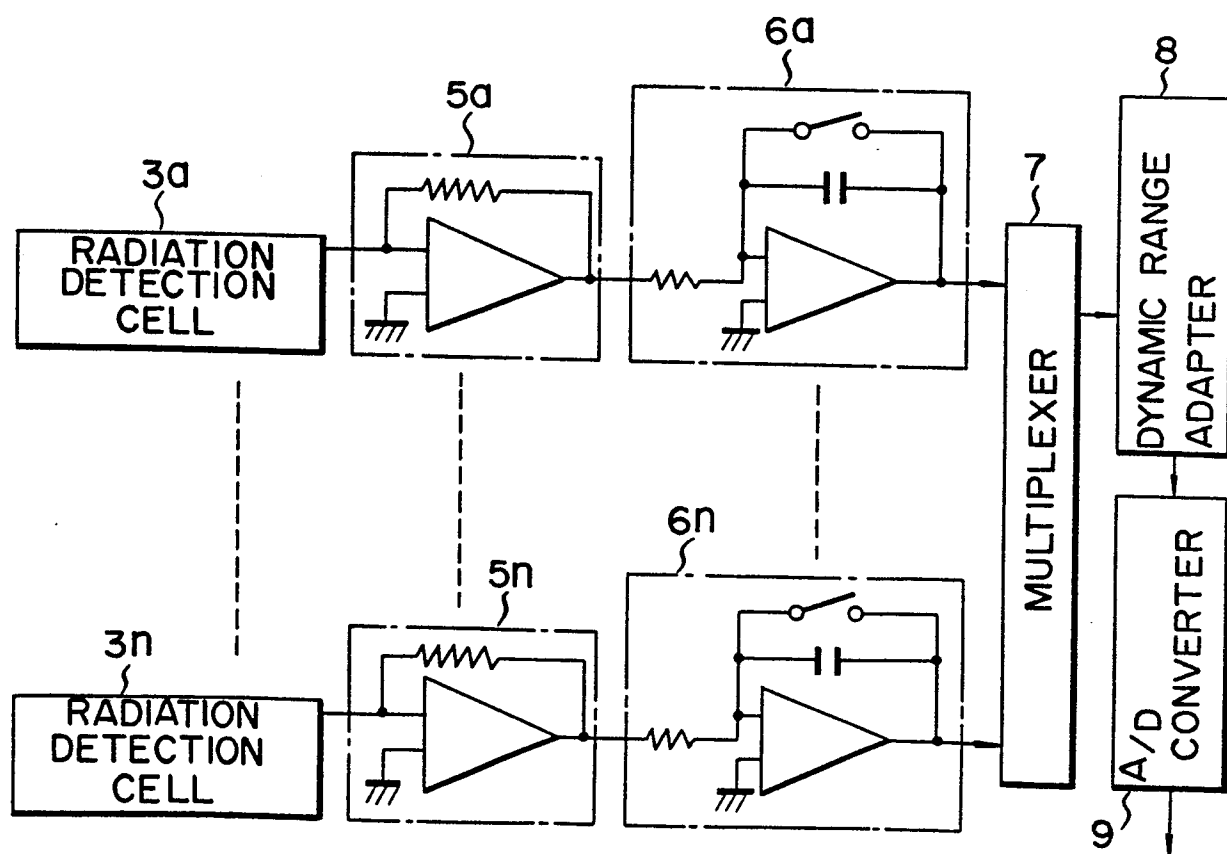 6a
8
5a
7
3a
RADIATION
DETECTION
CELL
DYNAMIC RANGE
ADAPTER
MULTIPLEXER
6n
5n
3n
RADIATION
DETECTION
CELL
A/D
CONVERTER
9